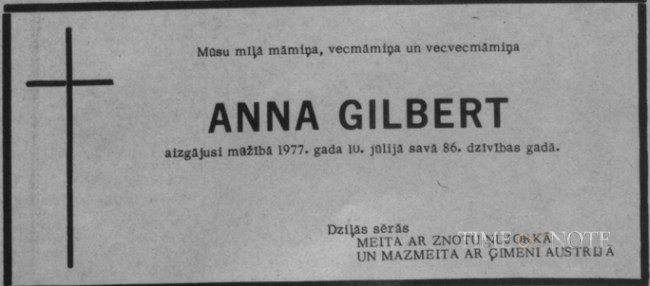 Mūsu mīļā māmiņa, vecmāmiņa un vecvecmāmiņa
ANNA GILBERT
aizgājusi mūžībā 1977. gada 10. jūlijā savā 86. dzīvības gadā.
Dziļās sērās
MEITA AR ZNOTU ŅUJORKĀ
UN MAZMEITA AR ĢIMENI AUSTRIJĀ
TIMENOTE